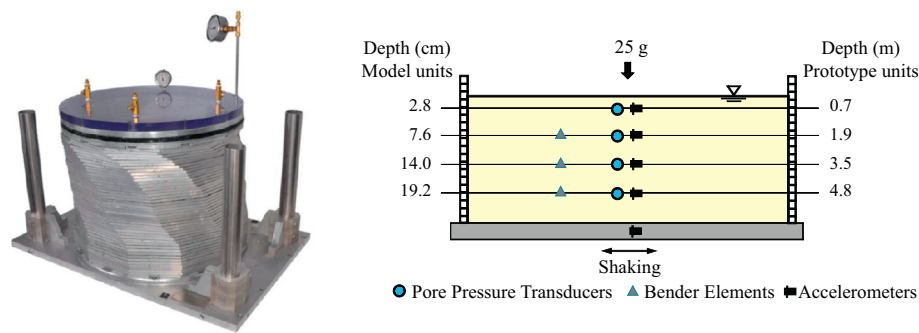 Depth (cm)
Model units
25 g
Depth (m)
Prototype units
2.8
0.7
7.6
1.9
14.0
3.5
19.2
4.8
Shaking
Pore Pressure Transducers
Bender Elements
Accelerometers